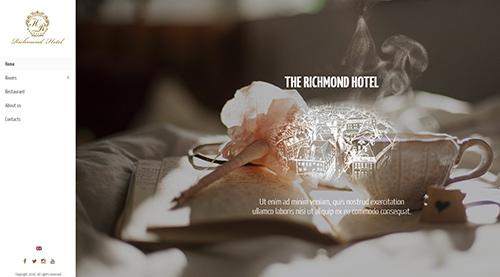 HR
Richmond Hotel
Home
Rooms
Restaurant
About us
Contacts
THE RICHMOND HOTEL
Ut enim ad minim veniam, quis nostrud exercitation
ullamco laboris nisi ut aliquip ex ea commodo consequat.
Copyright 2016, All rights reserved